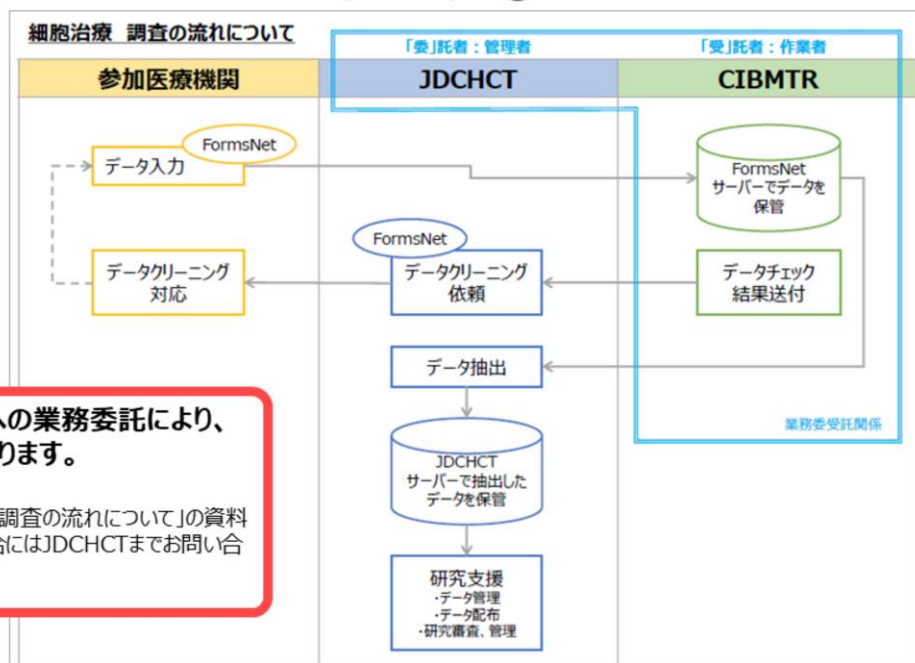 細胞治療 調査の流れについて
「委」託者：管理者
「受」託者：作業者
参加医療機関
JDCHCT
CIBMTR
FormsNet
データ入力
FormsNet
サーバーでデータを
保管
FormsNet
データクリーニング
対応
データクリーニング
依頼
データチェック
結果送付
データ抽出
業務委受託関係
への業務委託により、
ります。
JDCHCT
サーバーで抽出した
データを保管
調査の流れについて」の資料
合にはJDCHCTまでお問い合
研究支援
・データ管理
・データ配布
・研究審査、管理